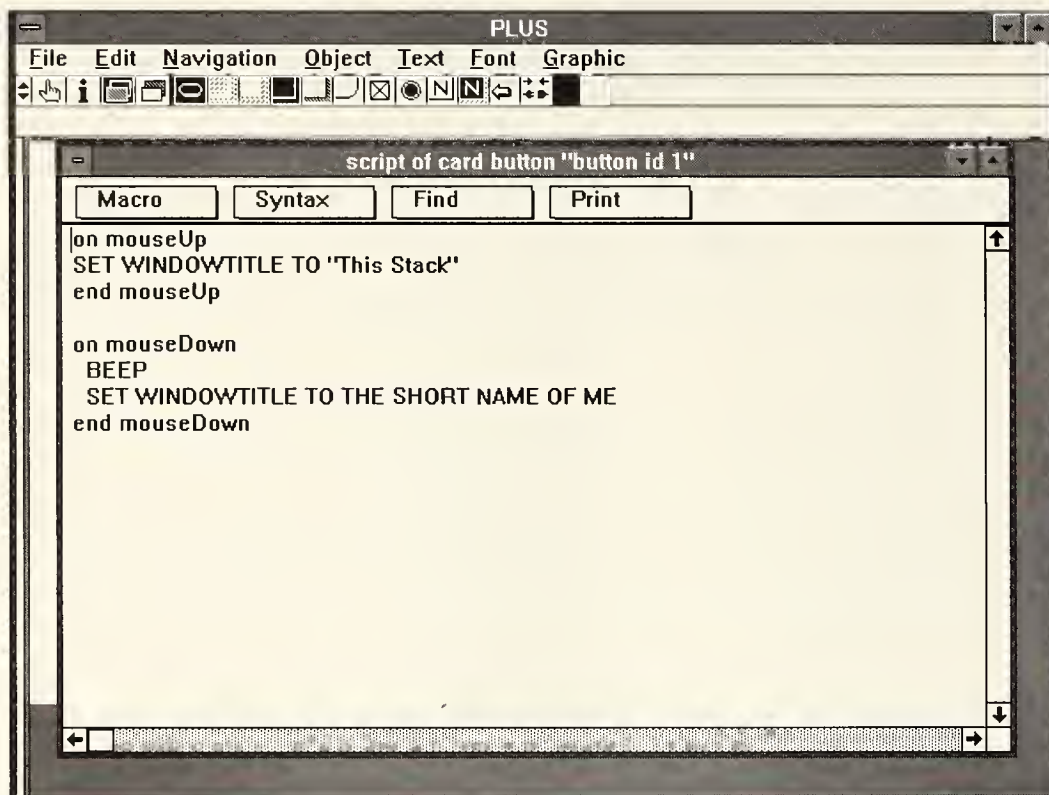 PLUS
File Edit Navigation Object Text Font Graphic
script of card button "button id 1"
Macro Syntax Find Print
on mouseUp
SET WINDOWTITLE TO "This Stack"
end mouseUp
on mouseDown
BEEP
SET WINDOWTITLE TO THE SHORT NAME OF ME
end mouseDown